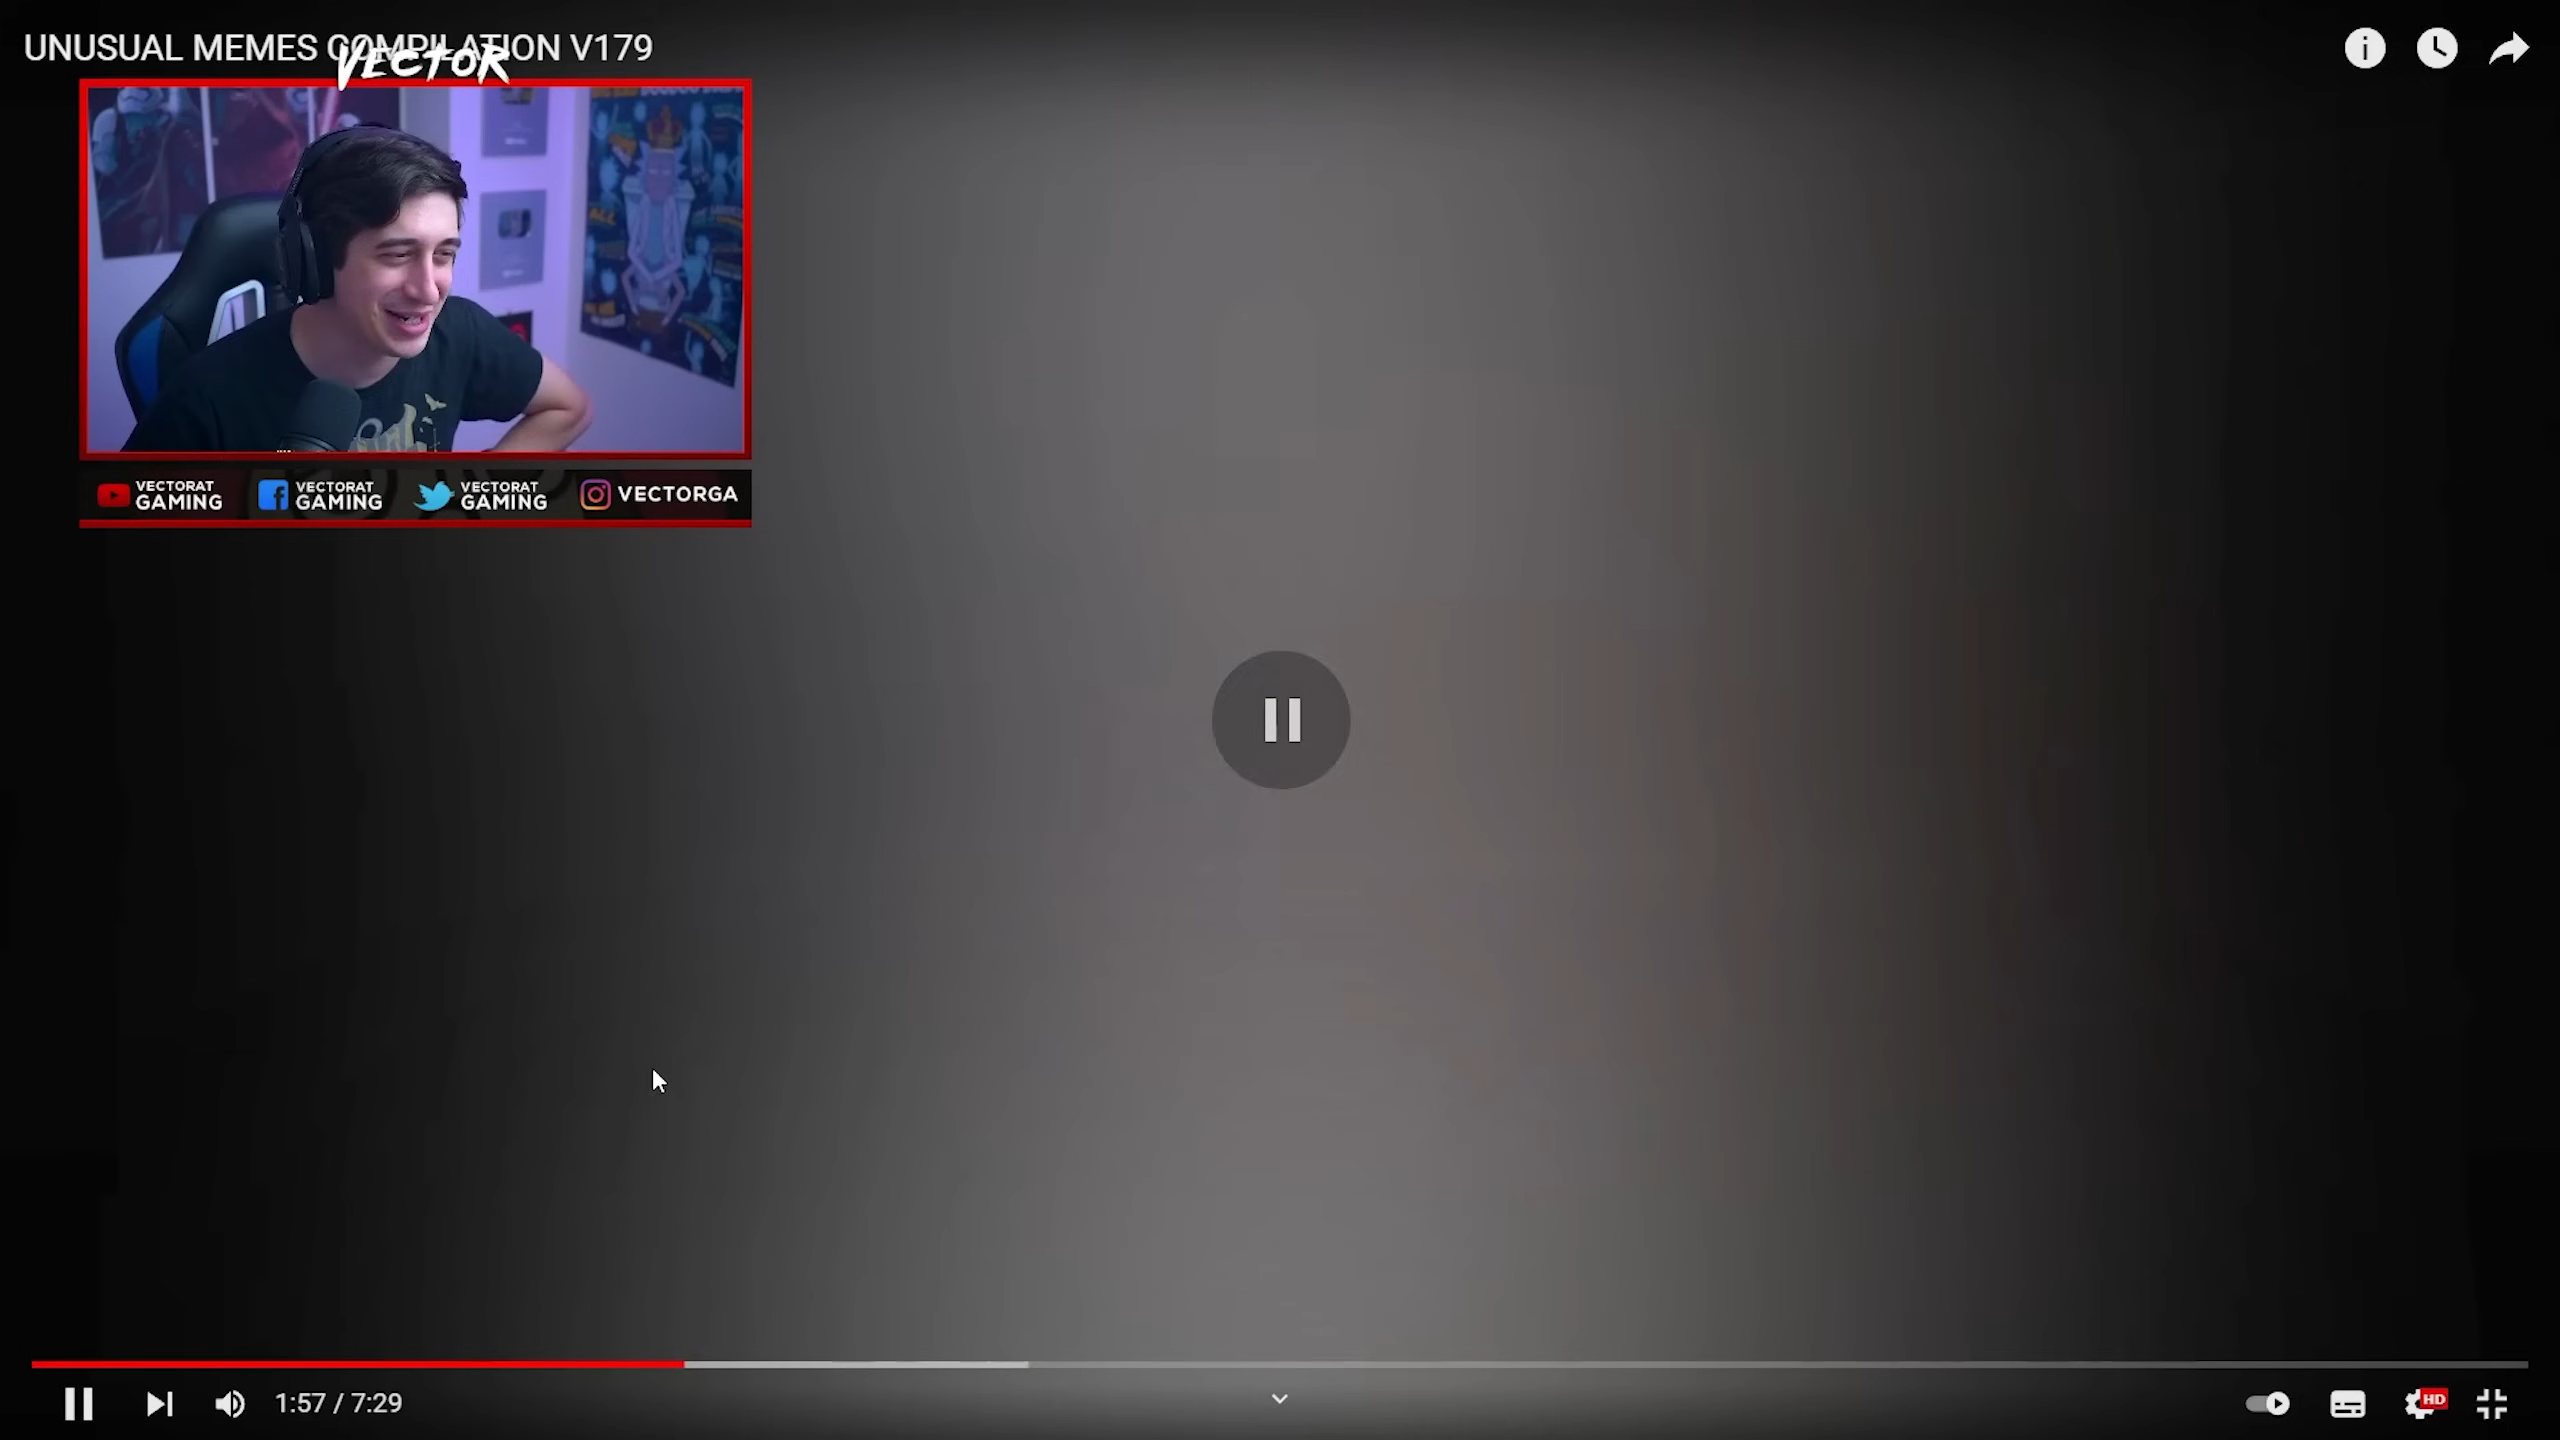 UNUSUAL MEMES COMPILATION V179
VECTOR
VECTORAT GAMING
VECTORAT GAMING
VECTORAT GAMING
VECTORGA
1:57 / 7:29
HD